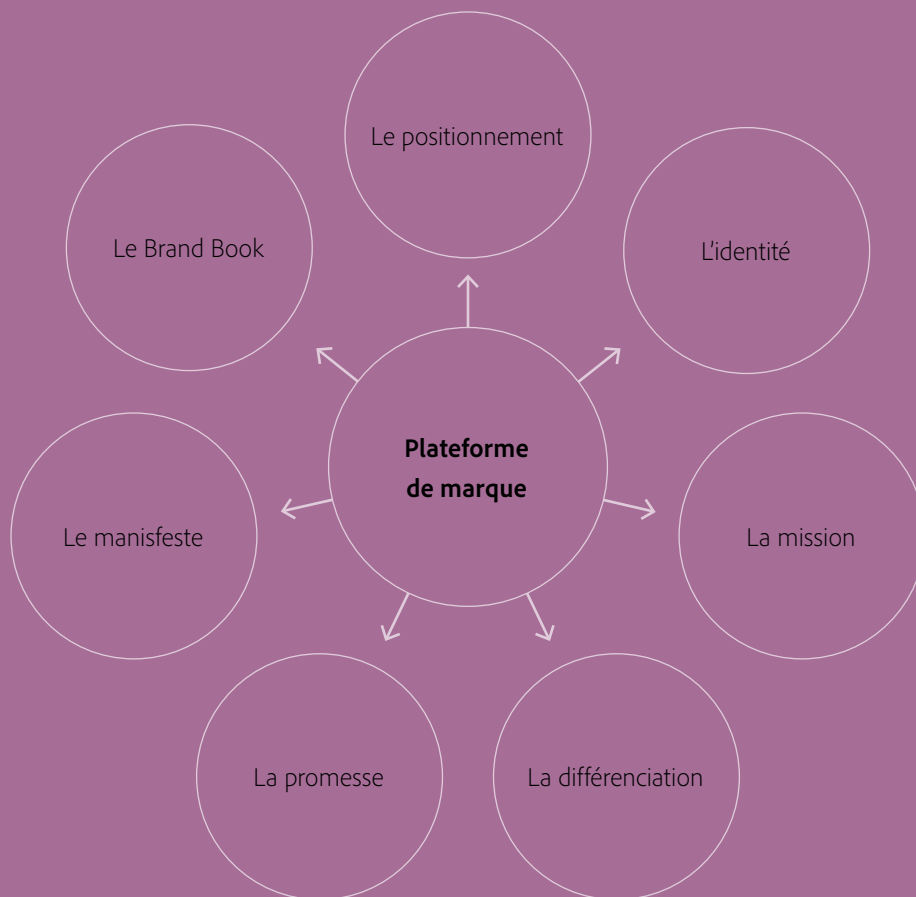 Le positionnement
Le Brand Book
L'identité
Plateforme
de marque
Le manisfeste
La mission
La promesse
La différenciation